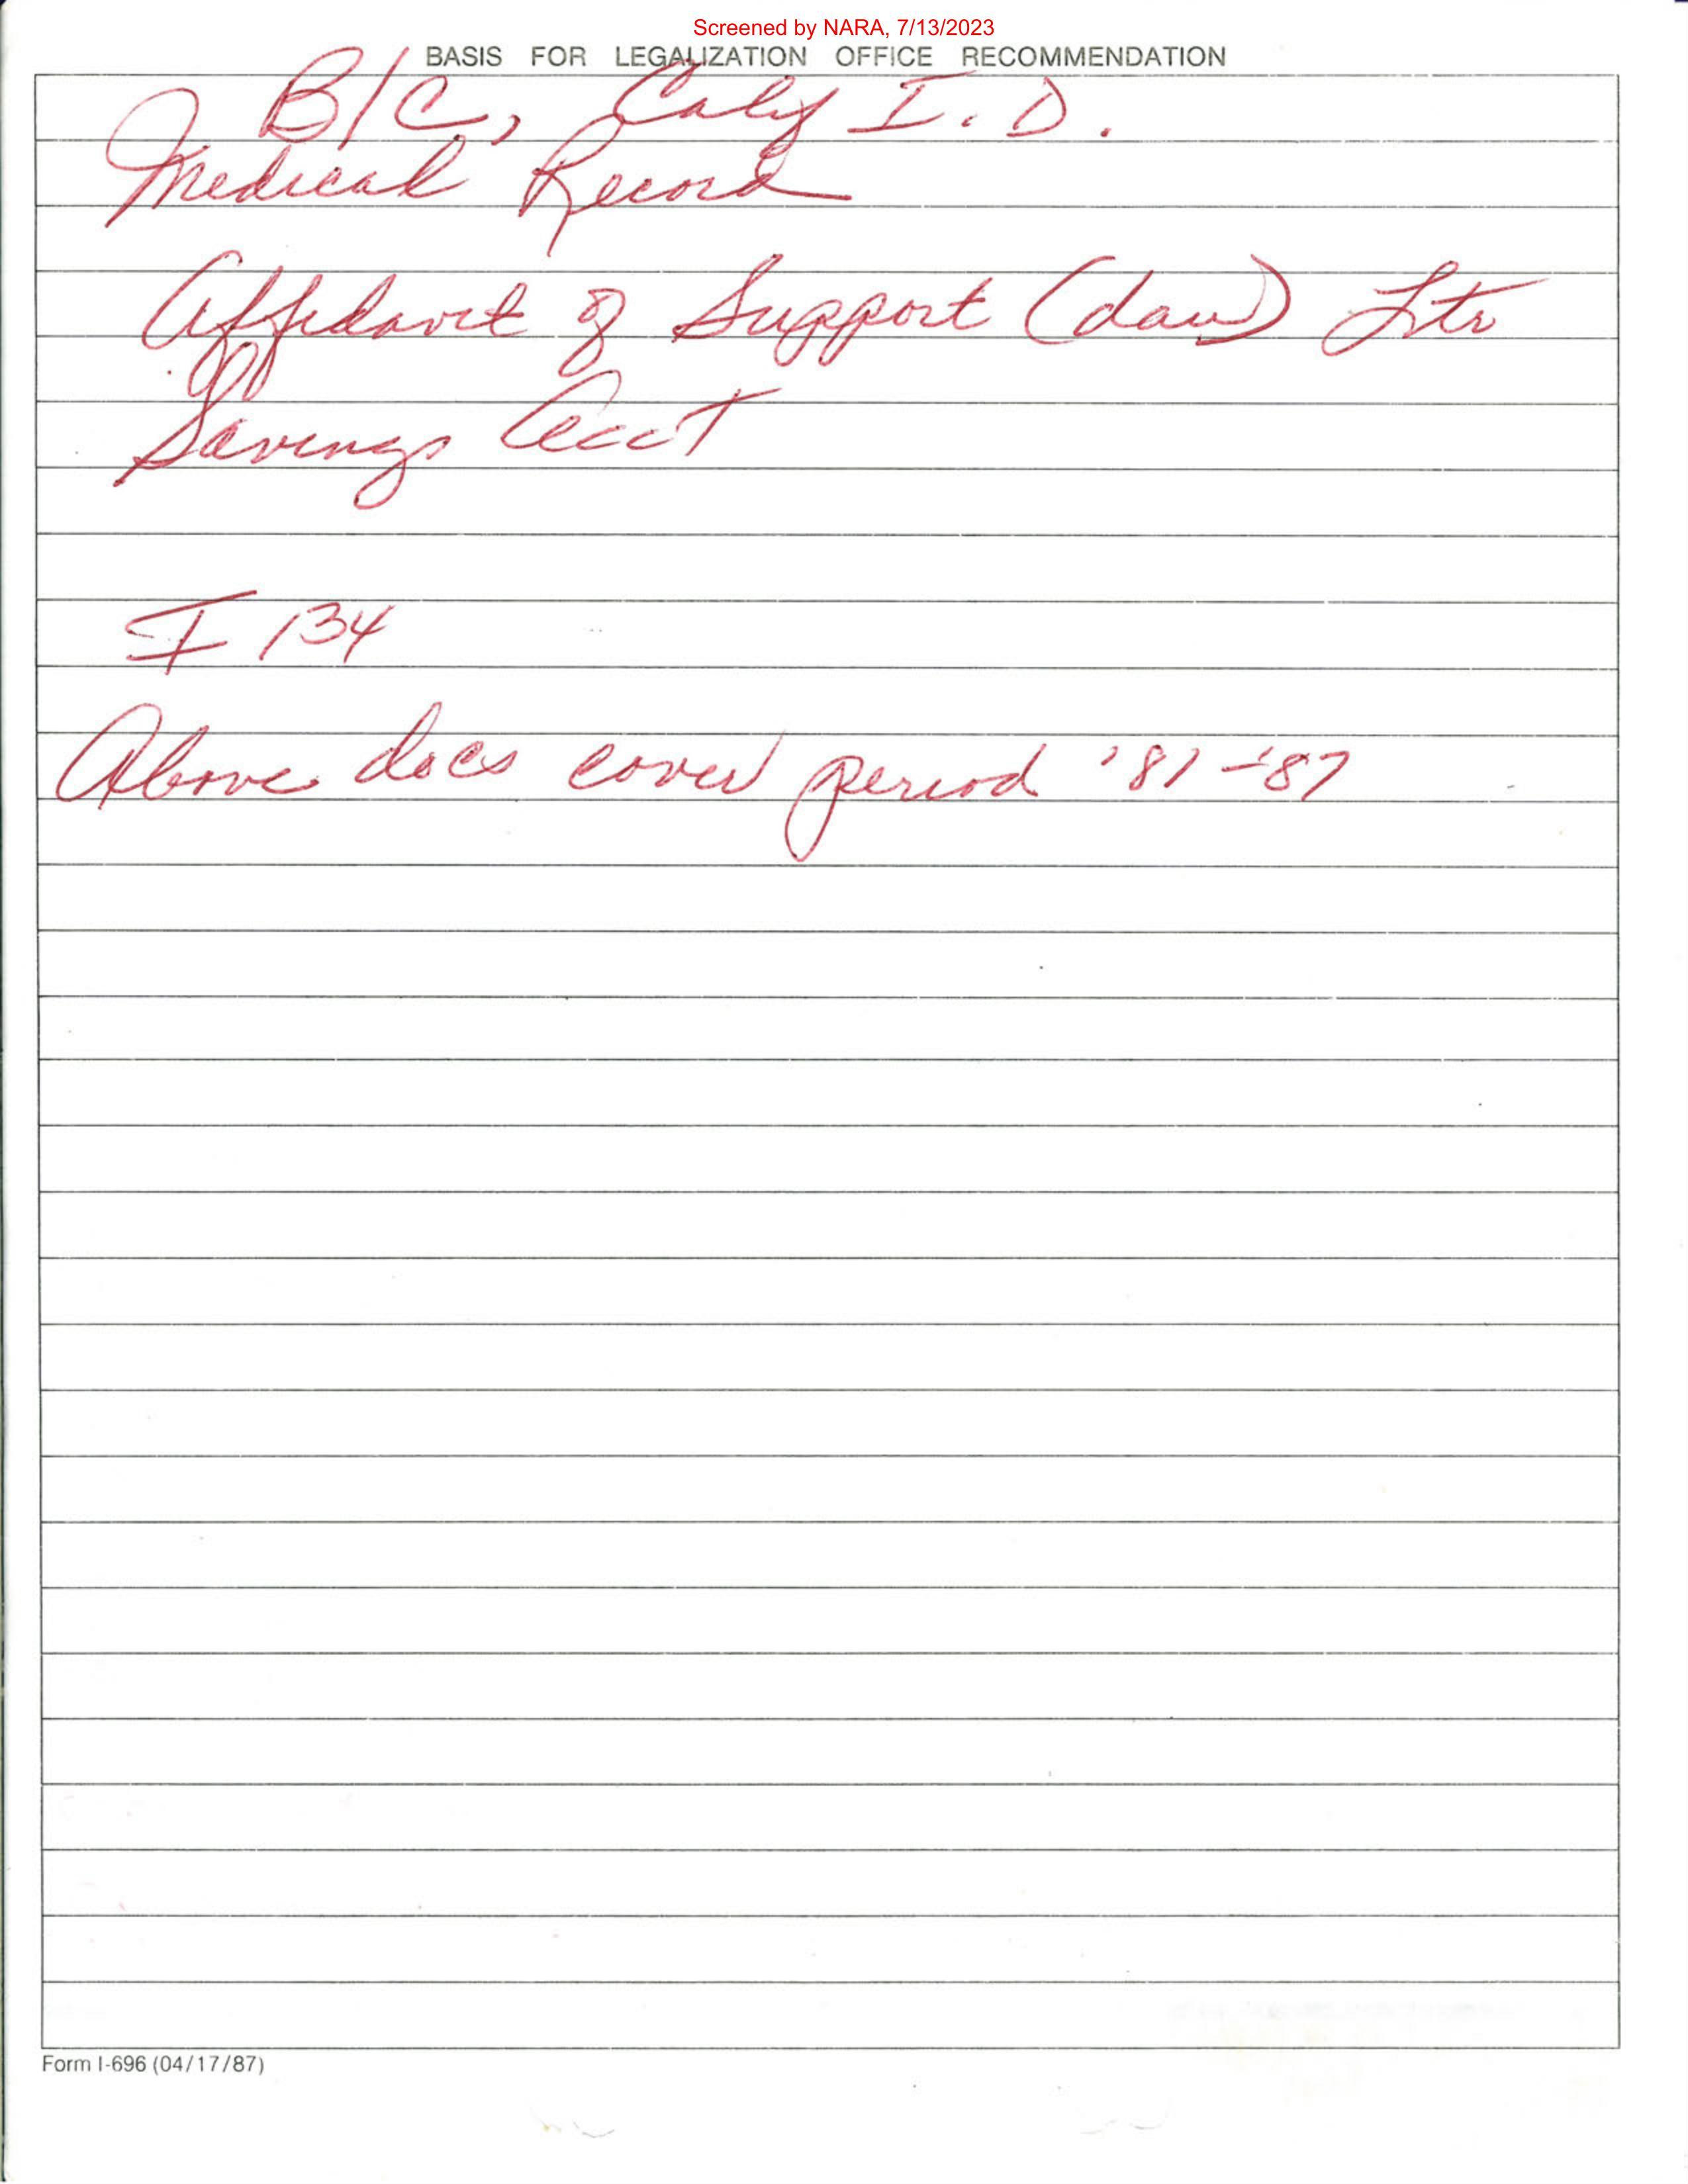 Screened by NARA, 7/13/2023
BASIS FOR LEGALIZATION OFFICE RECOMMENDATION
B/C, Calif I.D.
Medical Record
Affidavit of Support (dau) Ltr
Savings Acct
I 134
Above docs cover period '81-'87
Form I-696 (04/17/87)